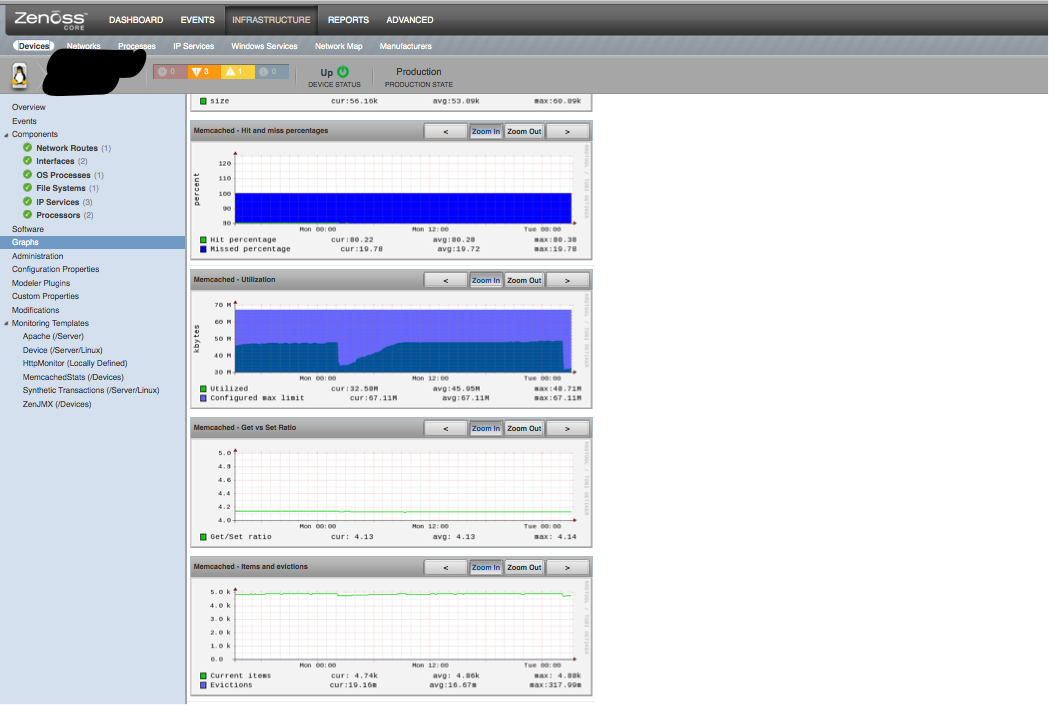 Zenoss CORE DASHBOARD EVENTS INFRASTRUCTURE REPORTS ADVANCED
Devices Networks Processes IP Services Windows Services Network Map Manufacturers
0 3 1 0 Up Production
DEVICE STATUS PRODUCTION STATE
Overview
Events
Components
Network Routes (1)
Interfaces (2)
OS Processes (1)
File Systems (1)
IP Services (3)
Processors (2)
Software
Graphs
Administration
Configuration Properties
Modeler Plugins
Custom Properties
Modifications
Monitoring Templates
Apache (/Server)
Device (/Server/Linux)
HttpMonitor (Locally Defined)
MemcachedStats (/Devices)
Synthetic Transactions (/Server/Linux)
ZenJMX (/Devices)
size cur:56.16k avg:53.89k max:60.89k
Memcached - Hit and miss percentages < Zoom In Zoom Out >
percent
120
110
100
90
80
Mon 00:00 Mon 12:00 Tue 00:00
Hit percentage cur:80.22 avg:80.28 max:80.38
Missed percentage cur:19.78 avg:19.72 max:19.78
RRDTOOL / TOBI OETIKER
Memcached - Utilization < Zoom In Zoom Out >
kbytes
70 M
60 M
50 M
40 M
30 M
Mon 00:00 Mon 12:00 Tue 00:00
Utilized cur:32.58M avg:45.95M max:48.71M
Configured max limit cur:67.11M avg:67.11M max:67.11M
RRDTOOL / TOBI OETIKER
Memcached - Get vs Set Ratio < Zoom In Zoom Out >
5.0
4.8
4.6
4.4
4.2
4.0
Mon 00:00 Mon 12:00 Tue 00:00
Get/Set ratio cur: 4.13 avg: 4.13 max: 4.14
RRDTOOL / TOBI OETIKER
Memcached - Items and evictions < Zoom In Zoom Out >
5.0 k
4.0 k
3.0 k
2.0 k
1.0 k
0.0
Mon 00:00 Mon 12:00 Tue 00:00
Current items cur: 4.74k avg: 4.86k max: 4.88k
Evictions cur:19.16m avg:16.67m max:317.99m
RRDTOOL / TOBI OETIKER